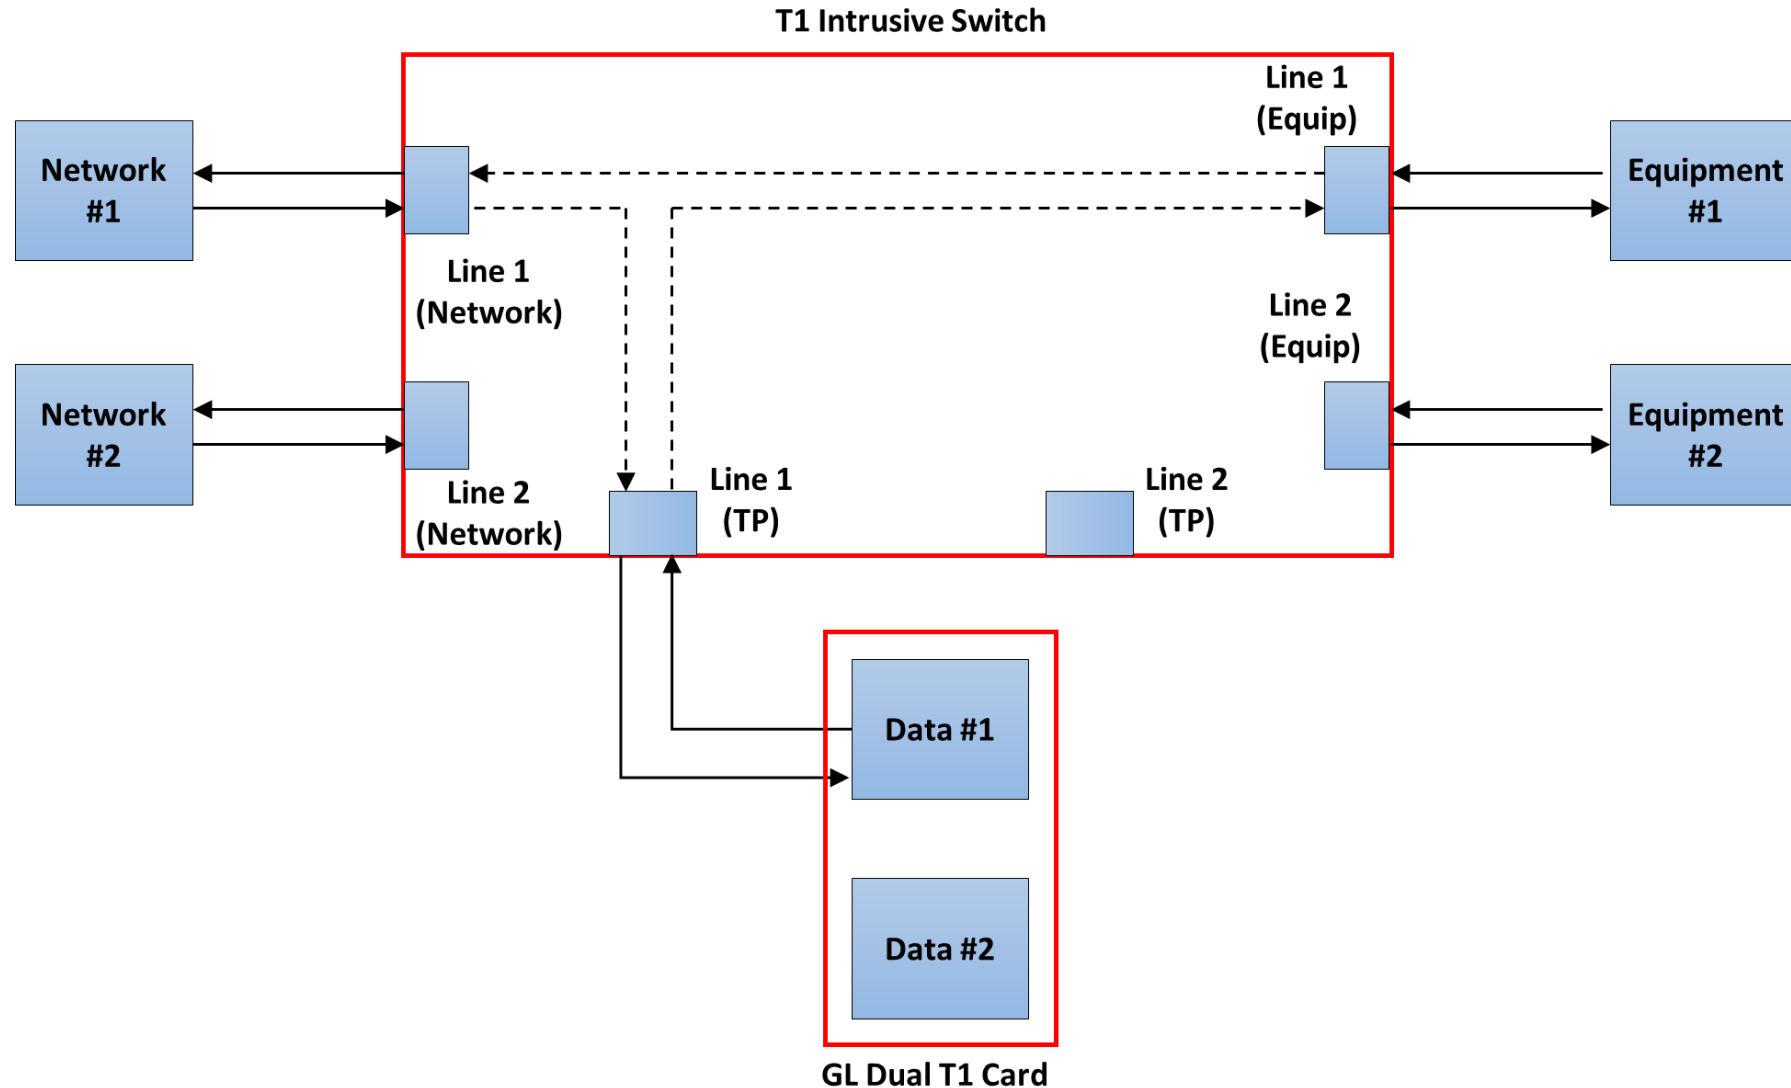 T1 Intrusive Switch
Line 1
(Equip)
Network
#1
Equipment
#1
Line 1
(Network)
Line 2
(Equip)
Network
#2
Equipment
#2
Line 2
(Network)
Line 1
(TP)
Line 2
(TP)
Data #1
Data #2
GL Dual T1 Card